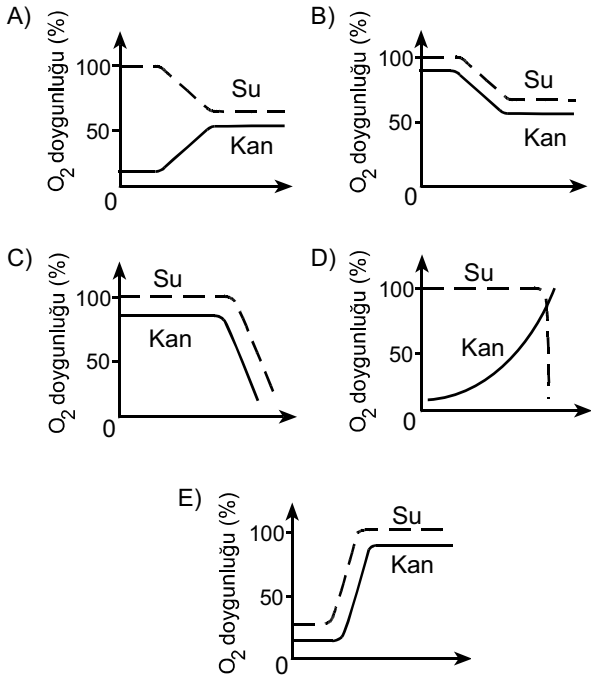 A)
O2 doygunluğu (%)
100
50
0
Su
Kan
B)
O2 doygunluğu (%)
100
50
0
Su
Kan
C)
O2 doygunluğu (%)
100
50
0
Su
Kan
D)
O2 doygunluğu (%)
100
50
0
Su
Kan
E)
O2 doygunluğu (%)
100
50
0
Su
Kan